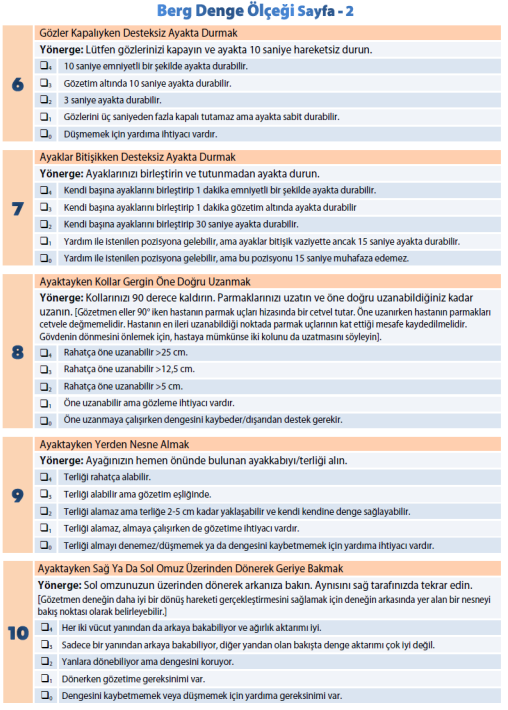 Berg Denge Ölçeği Sayfa - 2
Gözler Kapalıyken Desteksiz Ayakta Durmak
Yönerge: Lütfen gözlerinizi kapayın ve ayakta 10 saniye hareketsiz durun.
6
❑4 10 saniye emniyetli bir şekilde ayakta durabilir.
❑3 Gözetim altında 10 saniye ayakta durabilir.
❑2 3 saniye ayakta durabilir.
❑1 Gözlerini üç saniyeden fazla kapalı tutamaz ama ayakta sabit durabilir.
❑0 Düşmemek için yardıma ihtiyacı vardır.
Ayaklar Bitişikken Desteksiz Ayakta Durmak
Yönerge: Ayaklarınızı birleştirin ve tutunmadan ayakta durun.
7
❑4 Kendi başına ayaklarını birleştirip 1 dakika emniyetli bir şekilde ayakta durabilir.
❑3 Kendi başına ayaklarını birleştirip 1 dakika gözetim altında ayakta durabilir
❑2 Kendi başına ayaklarını birleştirip 30 saniye ayakta durabilir.
❑1 Yardım ile istenilen pozisyona gelebilir, ama ayaklar bitişik vaziyette ancak 15 saniye ayakta durabilir.
❑0 Yardım ile istenilen pozisyona gelebilir, ama bu pozisyonu 15 saniye muhafaza edemez.
Ayaktayken Kollar Gergin Öne Doğru Uzanmak
Yönerge: Kollarınızı 90 derece kaldırın. Parmaklarınızı uzatın ve öne doğru uzanabildiğiniz kadar
uzanın. [Gözetmen eller 90° iken hastanın parmak uçları hizasında bir cetvel tutar. Öne uzanırken hastanın parmakları
cetvele değmemelidir. Hastanın en ileri uzanabildiği noktada parmak uçlarının kat ettiği mesafe kaydedilmelidir.
Gövdenin dönmesini önlemek için, hastaya mümkünse iki kolunu da uzatmasını söyleyin].
8
❑4 Rahatça öne uzanabilir >25 cm.
❑3 Rahatça öne uzanabilir >12,5 cm.
❑2 Rahatça öne uzanabilir >5 cm.
❑1 Öne uzanabilir ama gözleme ihtiyacı vardır.
❑0 Öne uzanmaya çalışırken dengesini kaybeder/dışarıdan destek gerekir.
Ayaktayken Yerden Nesne Almak
Yönerge: Ayağınızın hemen önünde bulunan ayakkabıyı/terliği alın.
9
❑4 Terliği rahatça alabilir.
❑3 Terliği alabilir ama gözetim eşliğinde.
❑2 Terliği alamaz ama terliğe 2-5 cm kadar yaklaşabilir ve kendi kendine denge sağlayabilir.
❑1 Terliği alamaz, almaya çalışırken de gözetime ihtiyacı vardır.
❑0 Terliği almayı denemez/düşmemek ya da dengesini kaybetmemek için yardıma ihtiyacı vardır.
Ayaktayken Sağ Ya Da Sol Omuz Üzerinden Dönerek Geriye Bakmak
Yönerge: Sol omzunuzun üzerinden dönerek arkanıza bakın. Aynısını sağ tarafınızda tekrar edin.
[Gözetmen deneğin daha iyi bir dönüş hareketi gerçekleştirmesini sağlamak için deneğin arkasında yer alan bir nesneyi
bakış noktası olarak belirleyebilir.]
10
❑4 Her iki vücut yanından da arkaya bakabiliyor ve ağırlık aktarımı iyi.
❑3 Sadece bir yanından arkaya bakabiliyor, diğer yandan olan bakışta denge aktarımı çok iyi değil.
❑2 Yanlara dönebiliyor ama dengesini koruyor.
❑1 Dönerken gözetime gereksinimi var.
❑0 Dengesini kaybetmemek veya düşmemek için yardıma gereksinimi var.